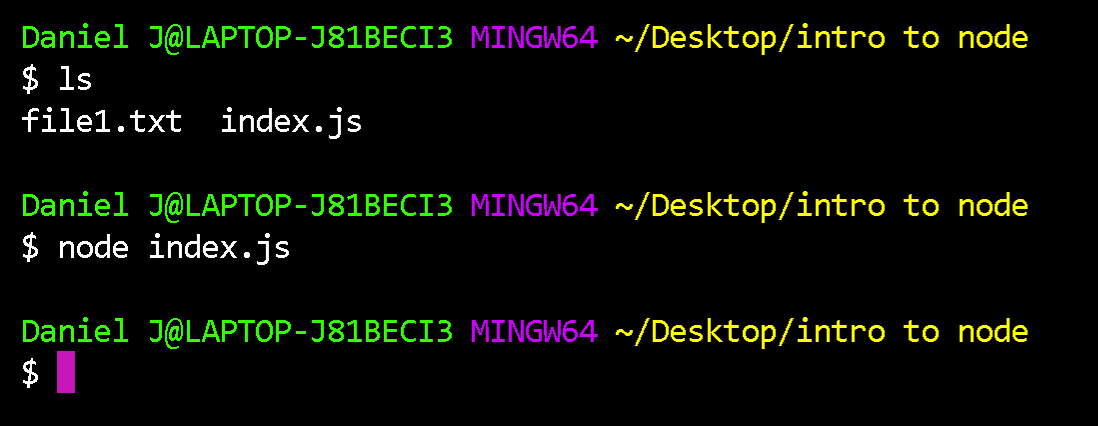 Daniel J@LAPTOP-J81BECI3 MINGW64 ~/Desktop/intro to node
$ ls
file1.txt  index.js
Daniel J@LAPTOP-J81BECI3 MINGW64 ~/Desktop/intro to node
$ node index.js
Daniel J@LAPTOP-J81BECI3 MINGW64 ~/Desktop/intro to node
$